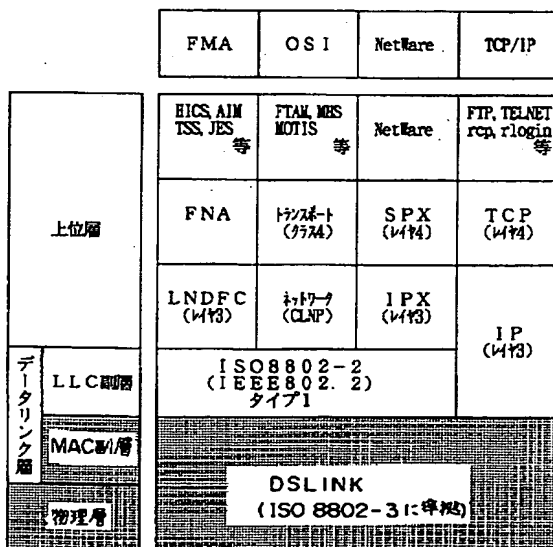 FMA OSI NetWare TCP/IP
HICS, AIM
TSS, JES
等
FTAM, MHS
MOTIS
等
NetWare
FTP, TELNET
rcp, rlogin
等
上位層
FNA
トランスポート
(クラス4)
SPX
(レイヤ4)
TCP
(レイヤ4)
LNDFC
(レイヤ3)
ネットワーク
(CLNP)
IPX
(レイヤ3)
IP
(レイヤ3)
データリンク層
LLC副層
ISO8802-2
(IEEE802.2)
タイプ1
MAC副層
物理層
DSLINK
(ISO 8802-3に準拠)